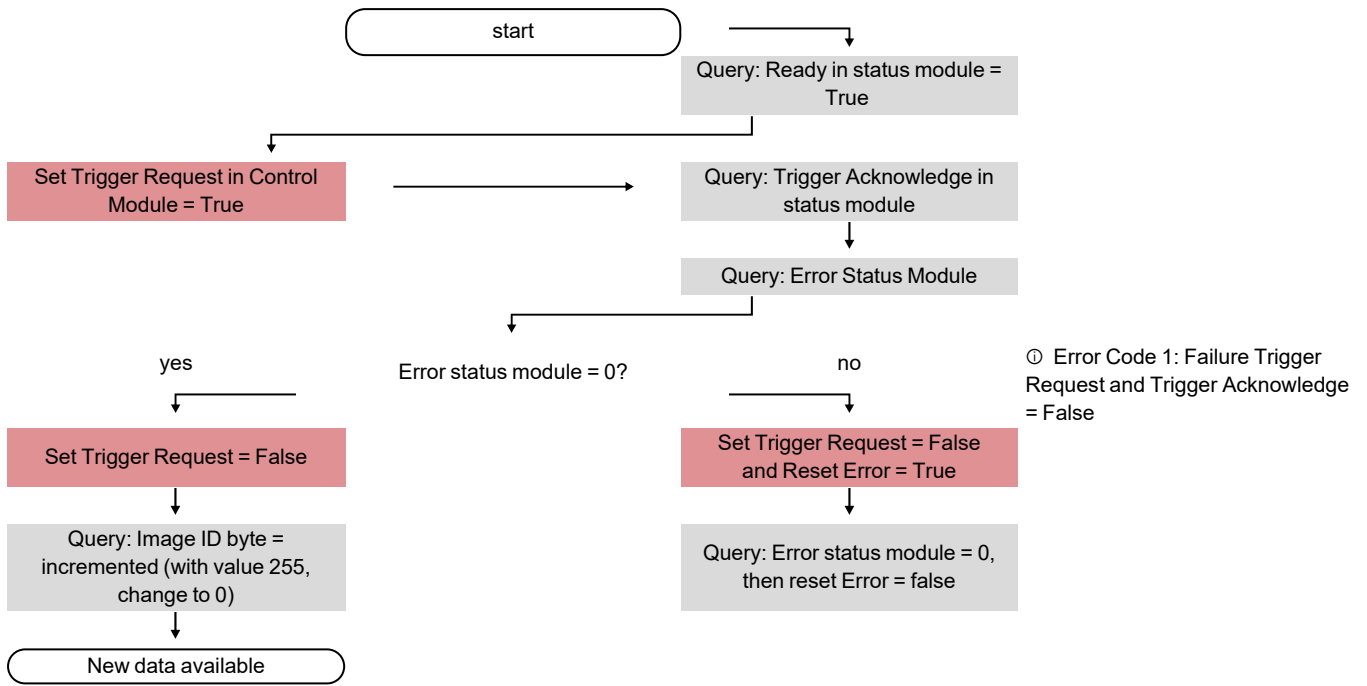 start
Query: Ready in status module =
True
Set Trigger Request in Control
Module = True
Query: Trigger Acknowledge in
status module
Query: Error Status Module
yes
Error status module = 0?
no
ⓘ Error Code 1: Failure Trigger
Request and Trigger Acknowledge
= False
Set Trigger Request = False
Set Trigger Request = False
and Reset Error = True
Query: Image ID byte =
incremented (with value 255,
change to 0)
Query: Error status module = 0,
then reset Error = false
New data available